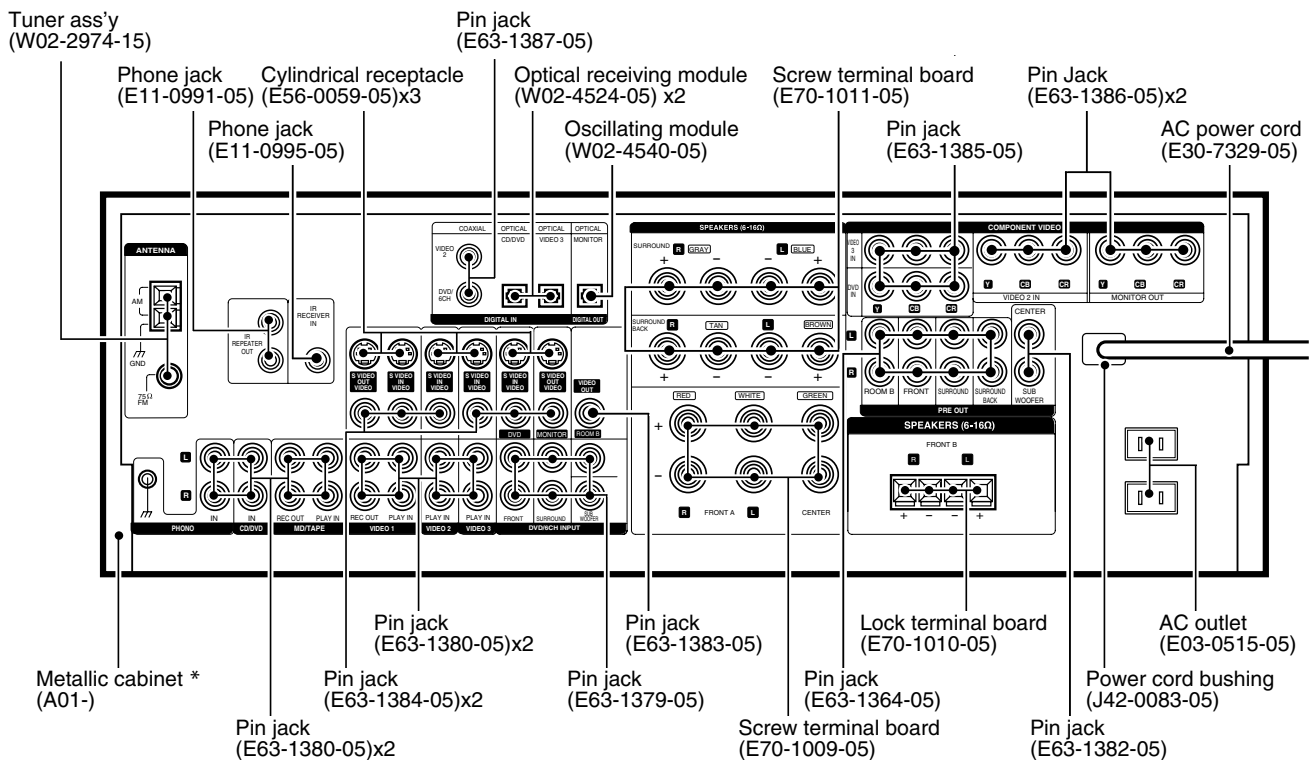 Tuner ass'y
(W02-2974-15)
Pin jack
(E63-1387-05)
Phone jack
(E11-0991-05)
Cylindrical receptacle
(E56-0059-05)x3
Optical receiving module
(W02-4524-05) x2
Screw terminal board
(E70-1011-05)
Pin Jack
(E63-1386-05)x2
Phone jack
(E11-0995-05)
Oscillating module
(W02-4540-05)
Pin jack
(E63-1385-05)
AC power cord
(E30-7329-05)
ANTENNA
AM
GND
75Ω
FM
IR
REPEATER
OUT
IR
RECEIVER
IN
COAXIAL
OPTICAL
OPTICAL
OPTICAL
CD/DVD
VIDEO 3
MONITOR
VIDEO
2
DVD/
6CH
DIGITAL IN
DIGITAL OUT
SPEAKERS (6-16Ω)
SURROUND R GRAY L BLUE
+ − − +
SURROUND
BACK
R TAN L BROWN
+ − − +
RED WHITE GREEN
+
−
R FRONT A L CENTER
COMPONENT VIDEO
VIDEO
3
IN
DVD
IN
Y CB CR
Y CB CR
VIDEO 2 IN
Y CB CR
MONITOR OUT
CENTER
L
R
ROOM B
FRONT
SURROUND
SURROUND
BACK
SUB
WOOFER
PRE OUT
SPEAKERS (6-16Ω)
FRONT B
R L
+ − − +
S VIDEO
OUT
VIDEO
S VIDEO
IN
VIDEO
S VIDEO
IN
VIDEO
S VIDEO
IN
VIDEO
S VIDEO
IN
VIDEO
S VIDEO
OUT
VIDEO
VIDEO
OUT
DVD
MONITOR
ROOM B
L
R
IN
IN
REC OUT
PLAY IN
REC OUT
PLAY IN
PLAY IN
PLAY IN
FRONT
SURROUND
SUB
WOOFER
PHONO
CD/DVD
MD/TAPE
VIDEO 1
VIDEO 2
VIDEO 3
DVD/6CH INPUT
Pin jack
(E63-1380-05)x2
Pin jack
(E63-1383-05)
Lock terminal board
(E70-1010-05)
AC outlet
(E03-0515-05)
Metallic cabinet *
(A01-)
Pin jack
(E63-1384-05)x2
Pin jack
(E63-1379-05)
Pin jack
(E63-1364-05)
Power cord bushing
(J42-0083-05)
Pin jack
(E63-1380-05)x2
Screw terminal board
(E70-1009-05)
Pin jack
(E63-1382-05)